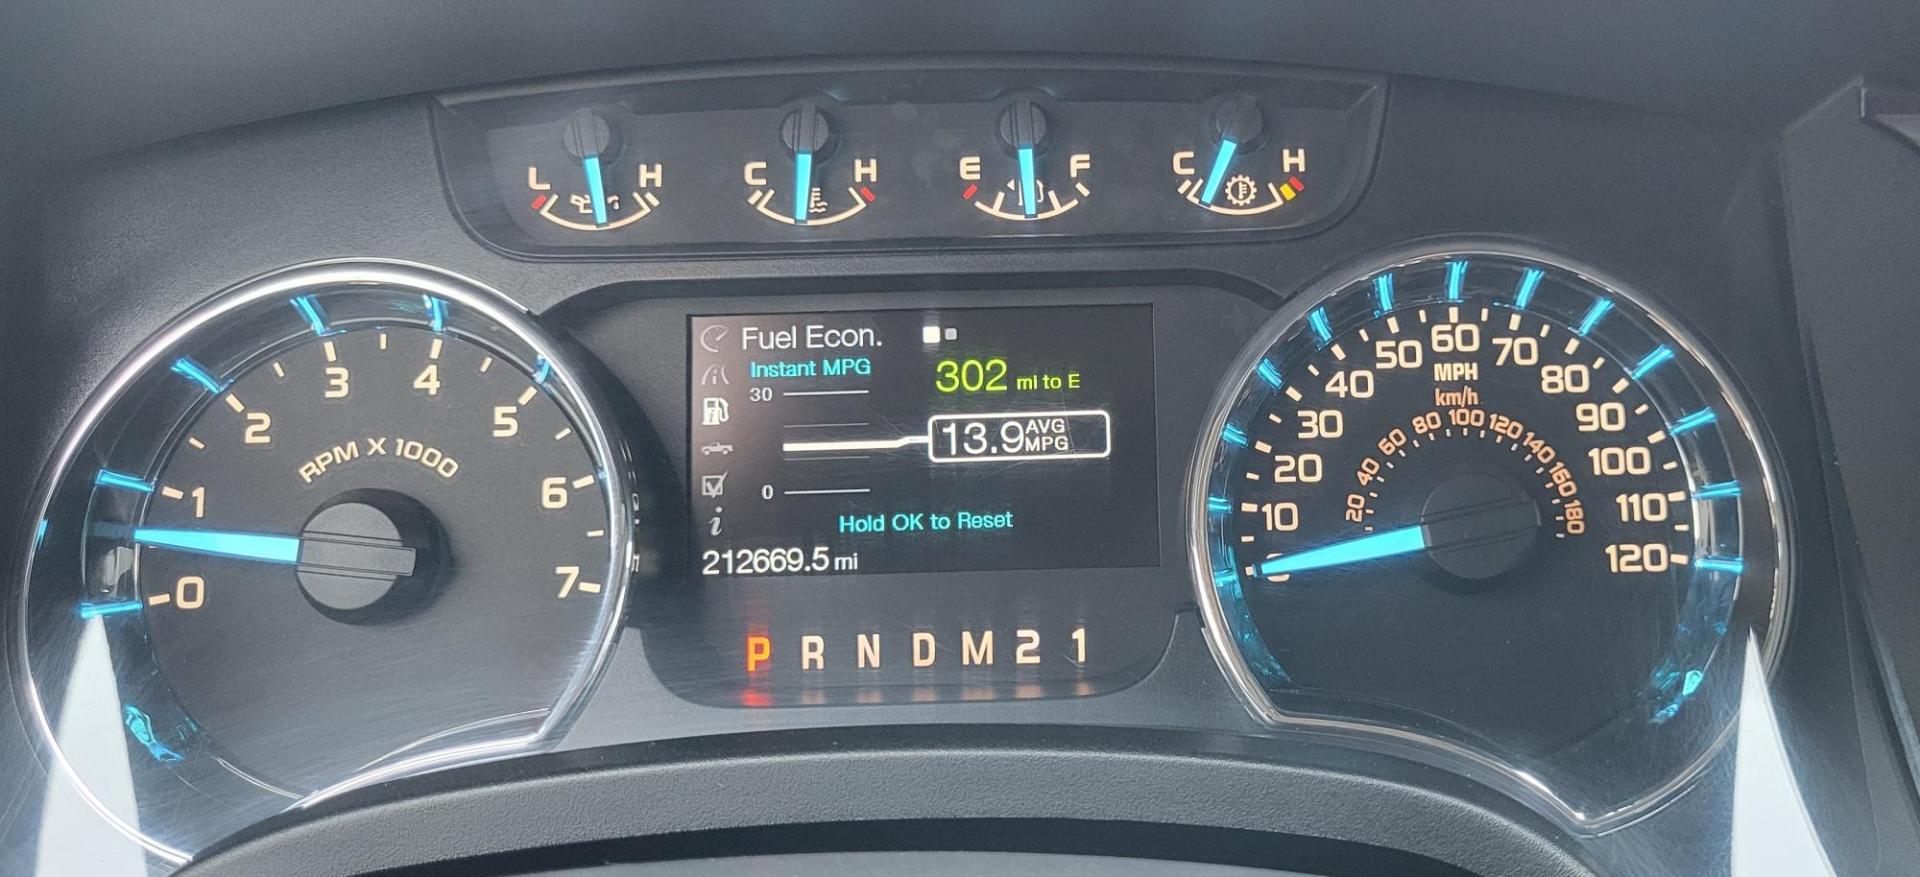 L H C H E F C H
Fuel Econ.
Instant MPG
302 mi to E
30
13.9 AVG MPG
0
Hold OK to Reset
212669.5 mi
P R N D M 2 1
0 1 2 3 4 5 6 7
RPM X 1000
0 10 20 30 40 50 60 70 80 90 100 110 120
MPH
km/h
20 40 60 80 100 120 140 160 180